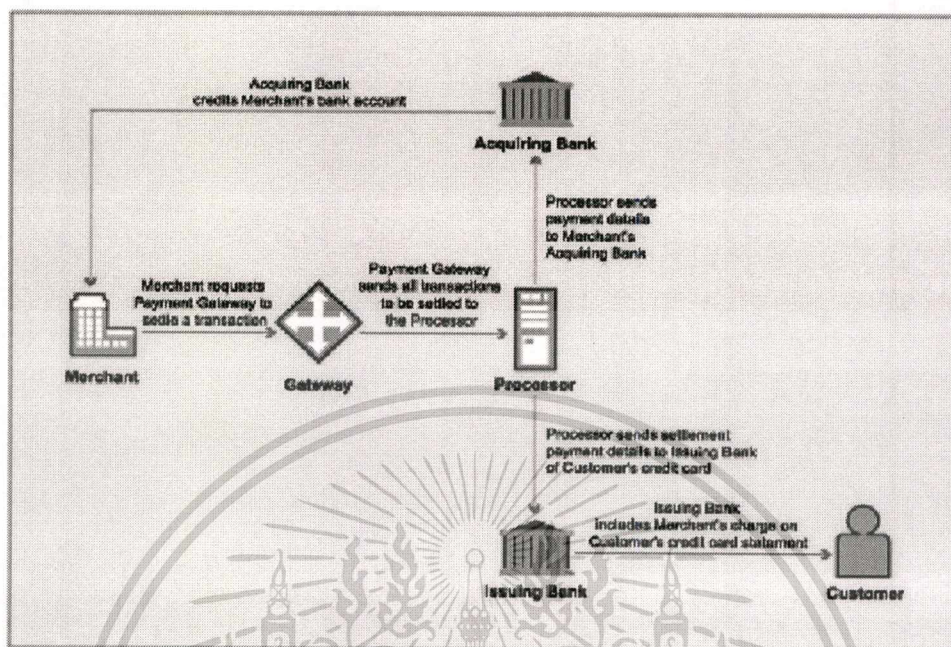 Acquiring Bank
credits Merchant's bank account
Acquiring Bank
Processor sends
payment details
to Merchant's
Acquiring Bank
Merchant requests
Payment Gateway to
settle a transaction
Payment Gateway
sends all transactions
to be settled to
the Processor
Merchant
Gateway
Processor
Processor sends settlement
payment details to Issuing Bank
of Customer's credit card
Issuing Bank
includes Merchant's charge on
Customer's credit card statement
Issuing Bank
Customer